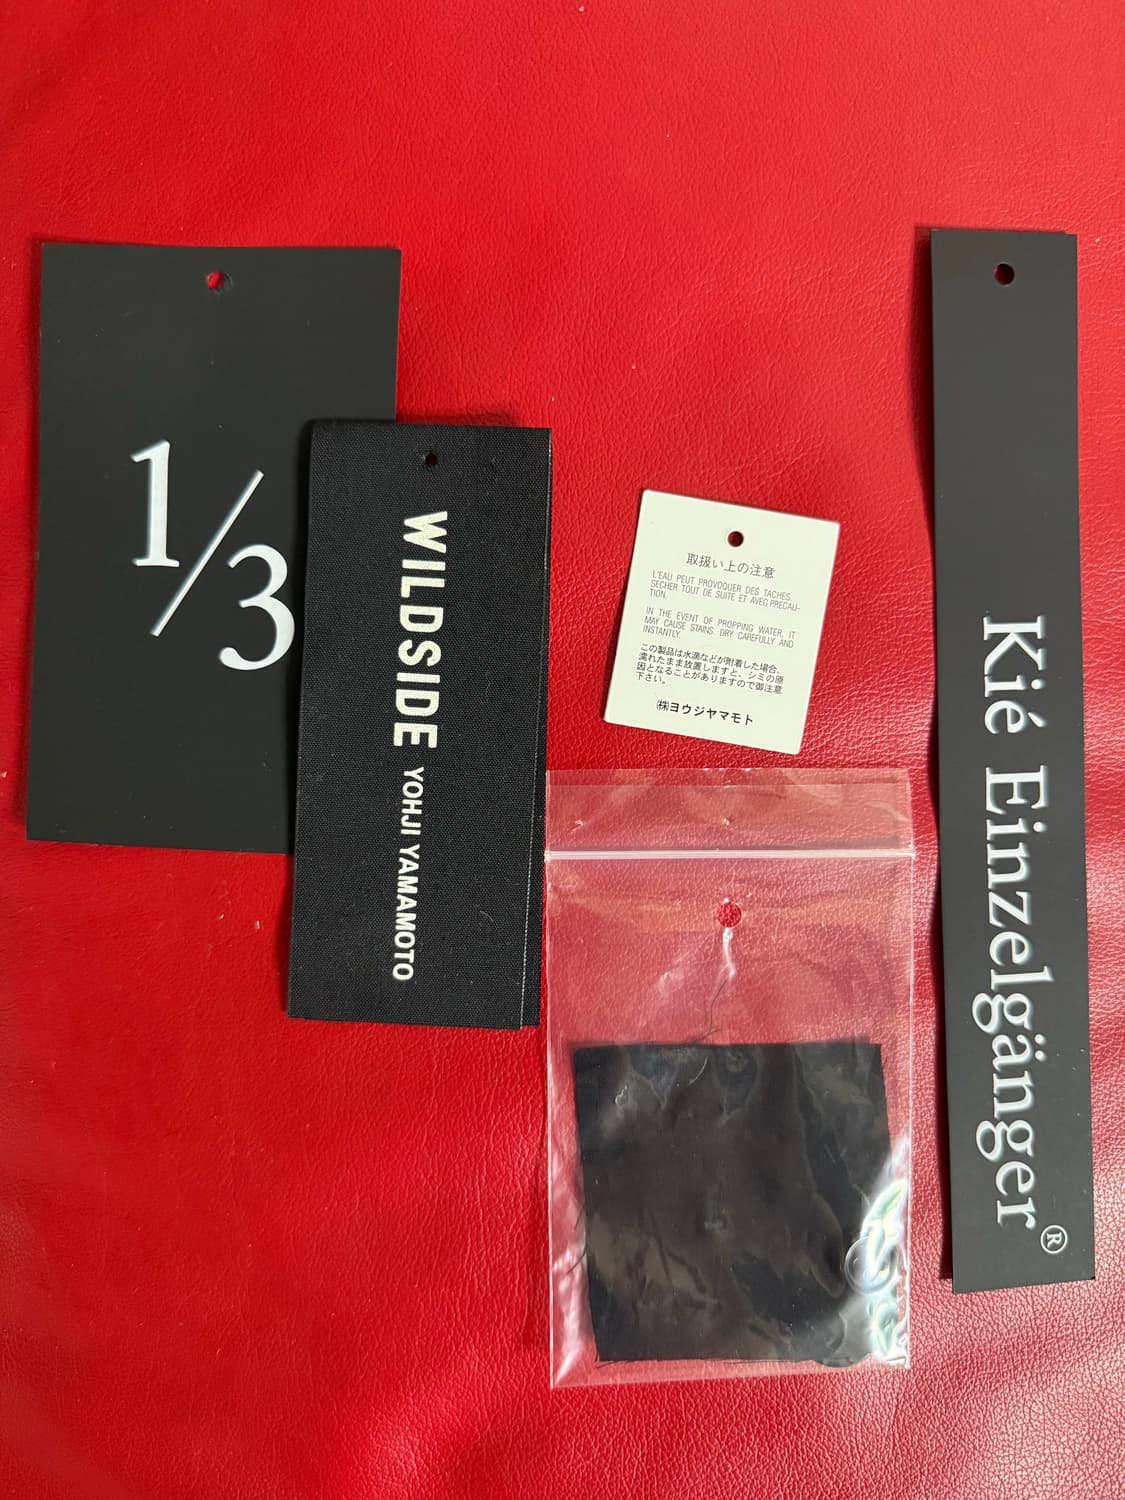 1/3
WILDSIDE YOHJI YAMAMOTO
取扱い上の注意
L'EAU PEUT PROVOQUER DES TACHES.
SECHER TOUT DE SUITE ET AVEC PRECAU-
TION.
IN THE EVENT OF PROPPING WATER, IT
MAY CAUSE STAINS. DRY CAREFULLY AND
INSTANTLY.
この製品は水滴などが附着した場合、
濡れたまま放置しますと、シミの原
因となることがありますので御注意
下さい。
㈱ヨウジヤマモト
Kié Einzelgänger®